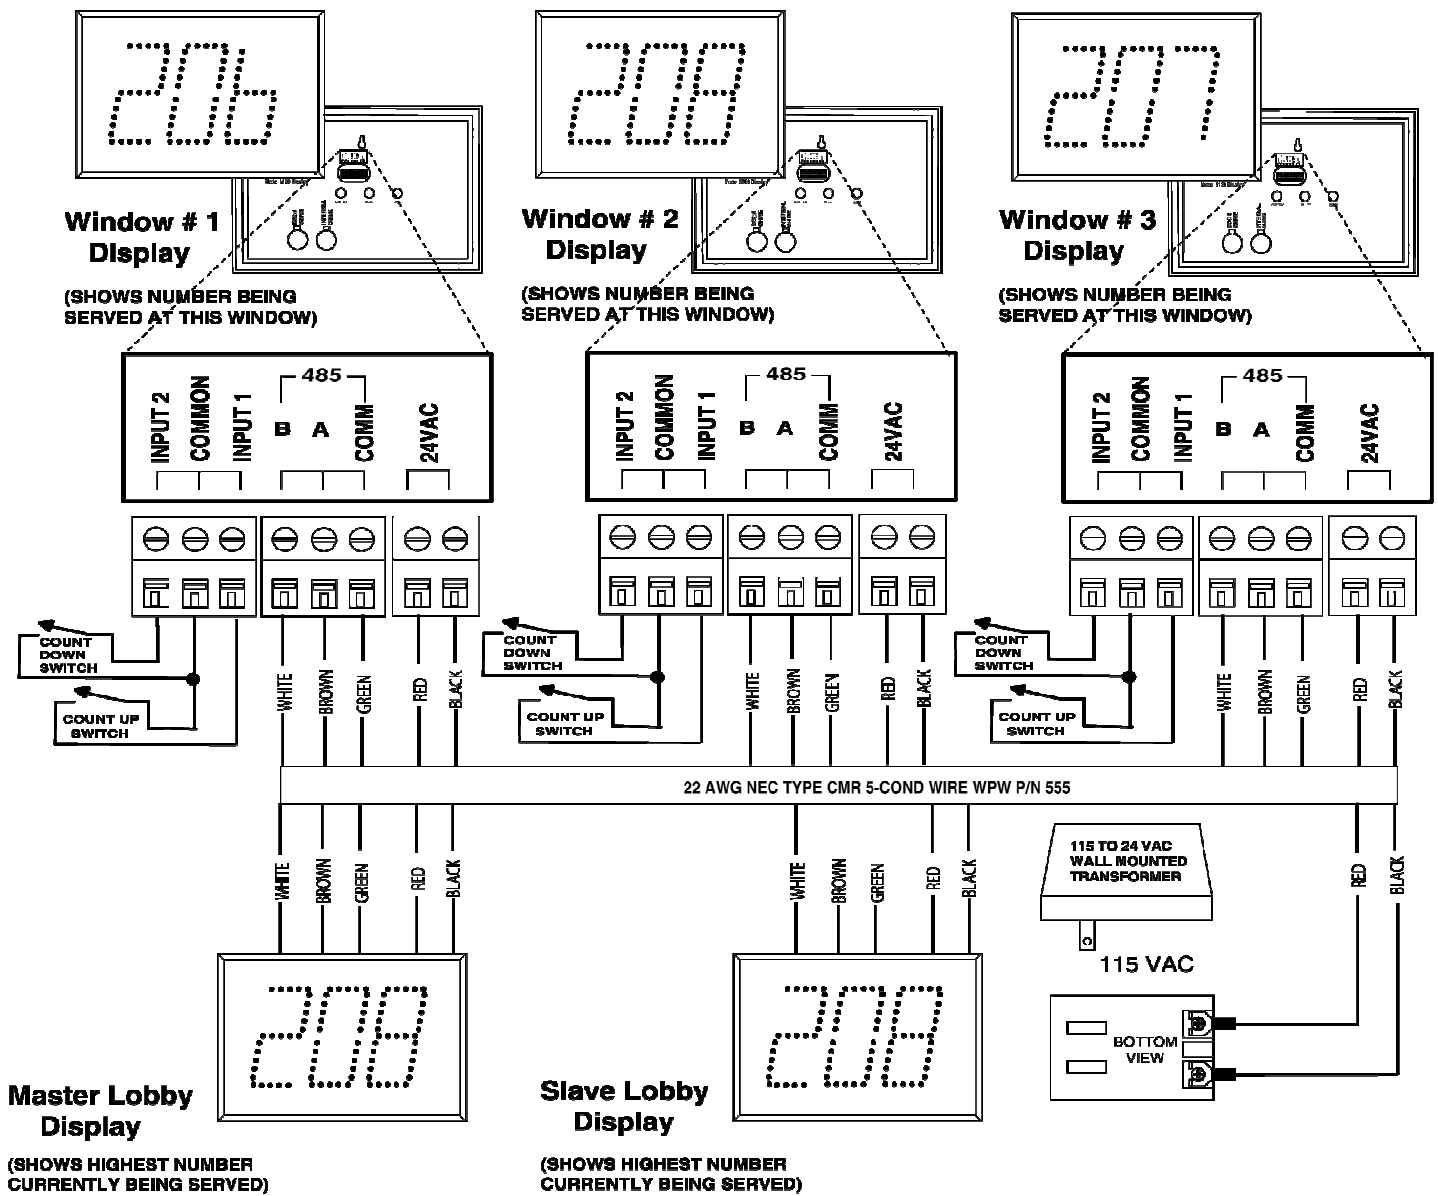 206
208
207
Window # 1
Display
(SHOWS NUMBER BEING
SERVED AT THIS WINDOW)
Window # 2
Display
(SHOWS NUMBER BEING
SERVED AT THIS WINDOW)
Window # 3
Display
(SHOWS NUMBER BEING
SERVED AT THIS WINDOW)
485
INPUT 2
COMMON
INPUT 1
B
A
COMM
24VAC
485
INPUT 2
COMMON
INPUT 1
B
A
COMM
24VAC
485
INPUT 2
COMMON
INPUT 1
B
A
COMM
24VAC
COUNT
DOWN
SWITCH
COUNT UP
SWITCH
WHITE
BROWN
GREEN
RED
BLACK
COUNT
DOWN
SWITCH
COUNT UP
SWITCH
WHITE
BROWN
GREEN
RED
BLACK
COUNT
DOWN
SWITCH
COUNT UP
SWITCH
WHITE
BROWN
GREEN
RED
BLACK
22 AWG NEC TYPE CMR 5-COND WIRE WPW P/N 555
WHITE
BROWN
GREEN
RED
BLACK
WHITE
BROWN
GREEN
RED
BLACK
115 TO 24 VAC
WALL MOUNTED
TRANSFORMER
RED
BLACK
115 VAC
BOTTOM
VIEW
208
208
Master Lobby
Display
(SHOWS HIGHEST NUMBER
CURRENTLY BEING SERVED)
Slave Lobby
Display
(SHOWS HIGHEST NUMBER
CURRENTLY BEING SERVED)